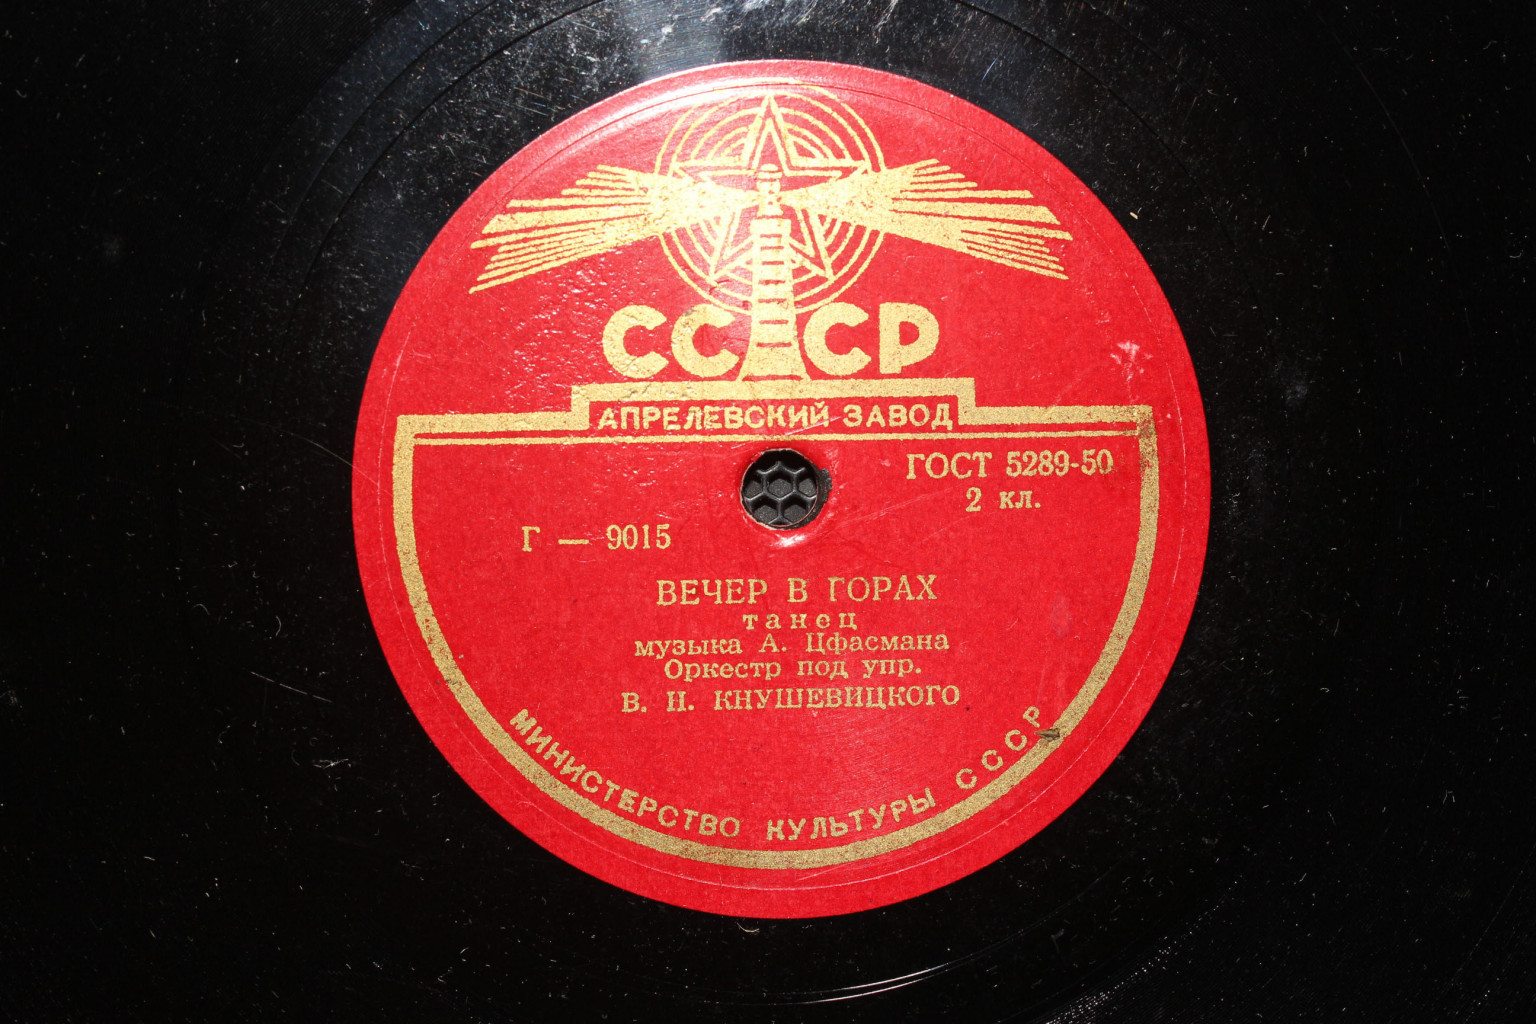 СССР
АПРЕЛЕВСКИЙ ЗАВОД
ГОСТ 5289-50
2 кл.
Г — 9015
ВЕЧЕР В ГОРАХ
танец
музыка А. Цфасмана
Оркестр под упр.
В. Н. КНУШЕВИЦКОГО
МИНИСТЕРСТВО КУЛЬТУРЫ СССР